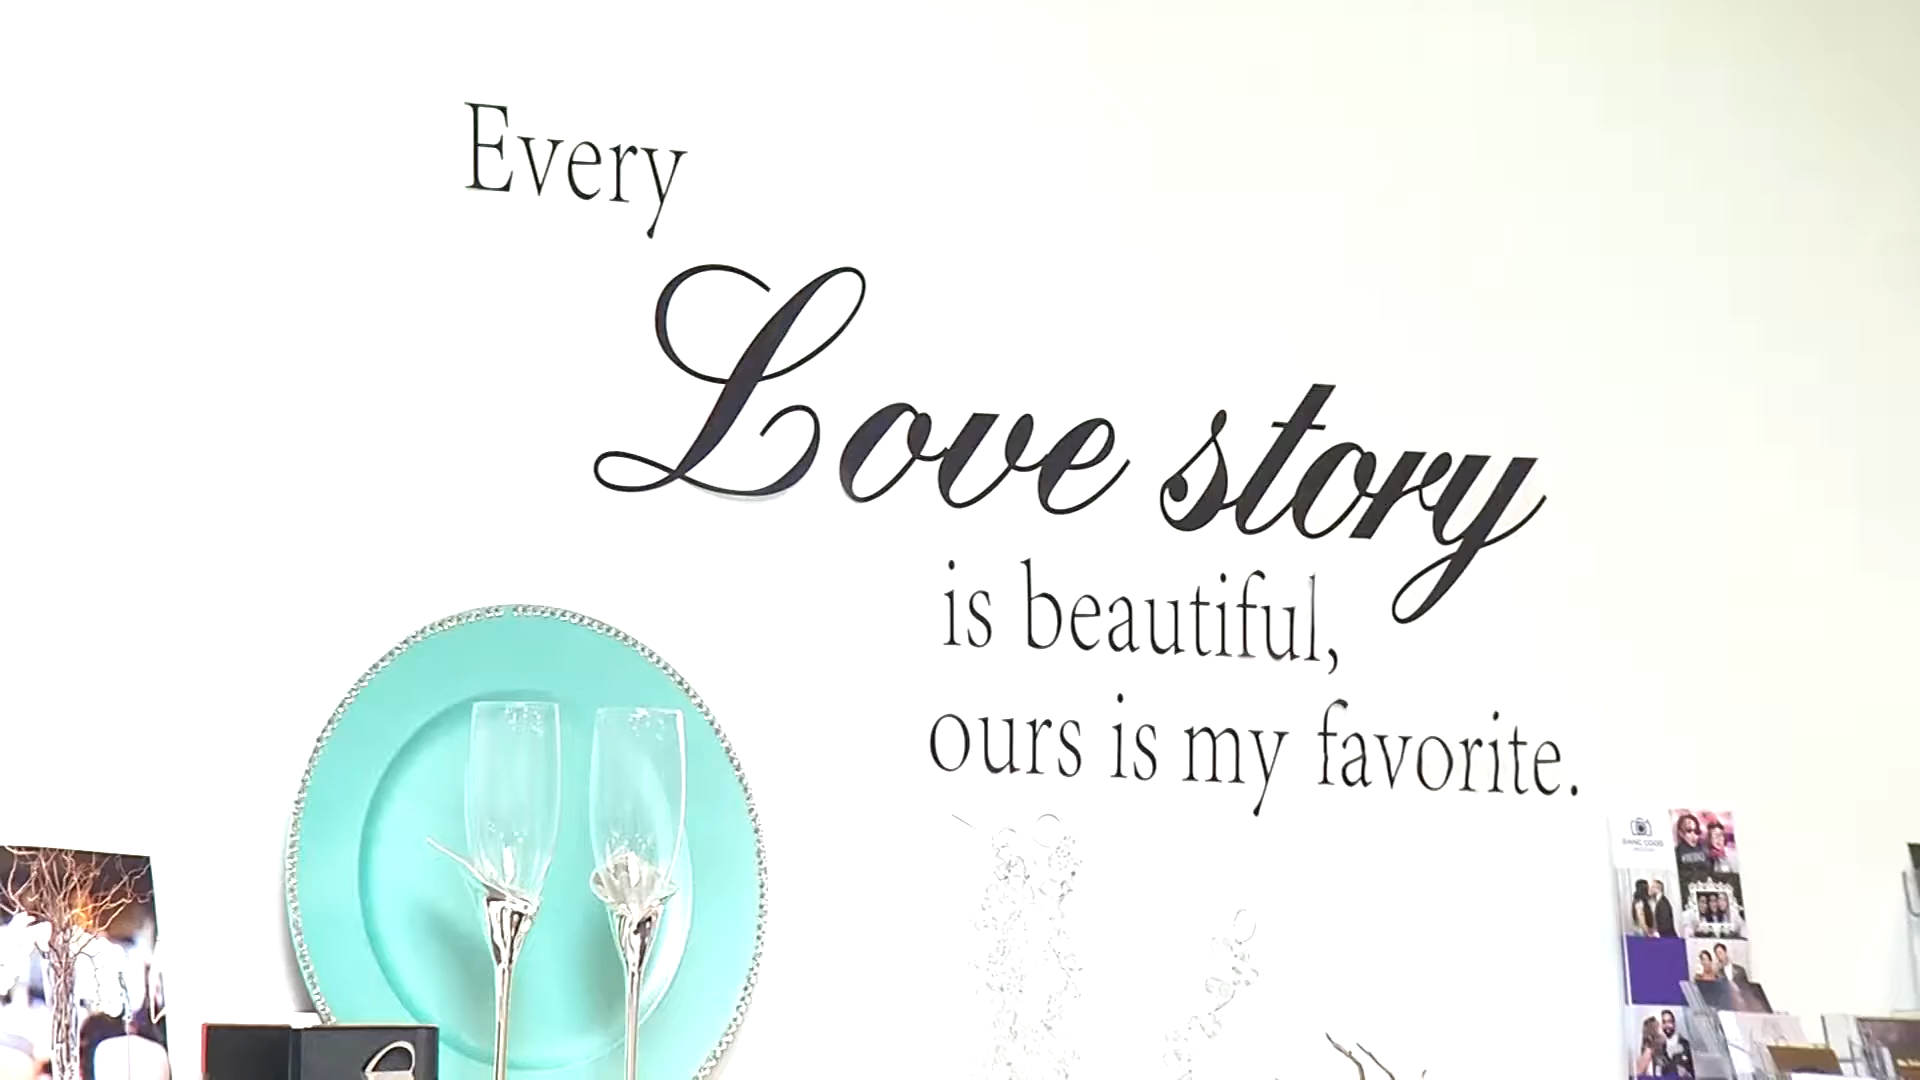 Every
Love story
is beautiful,
ours is my favorite.